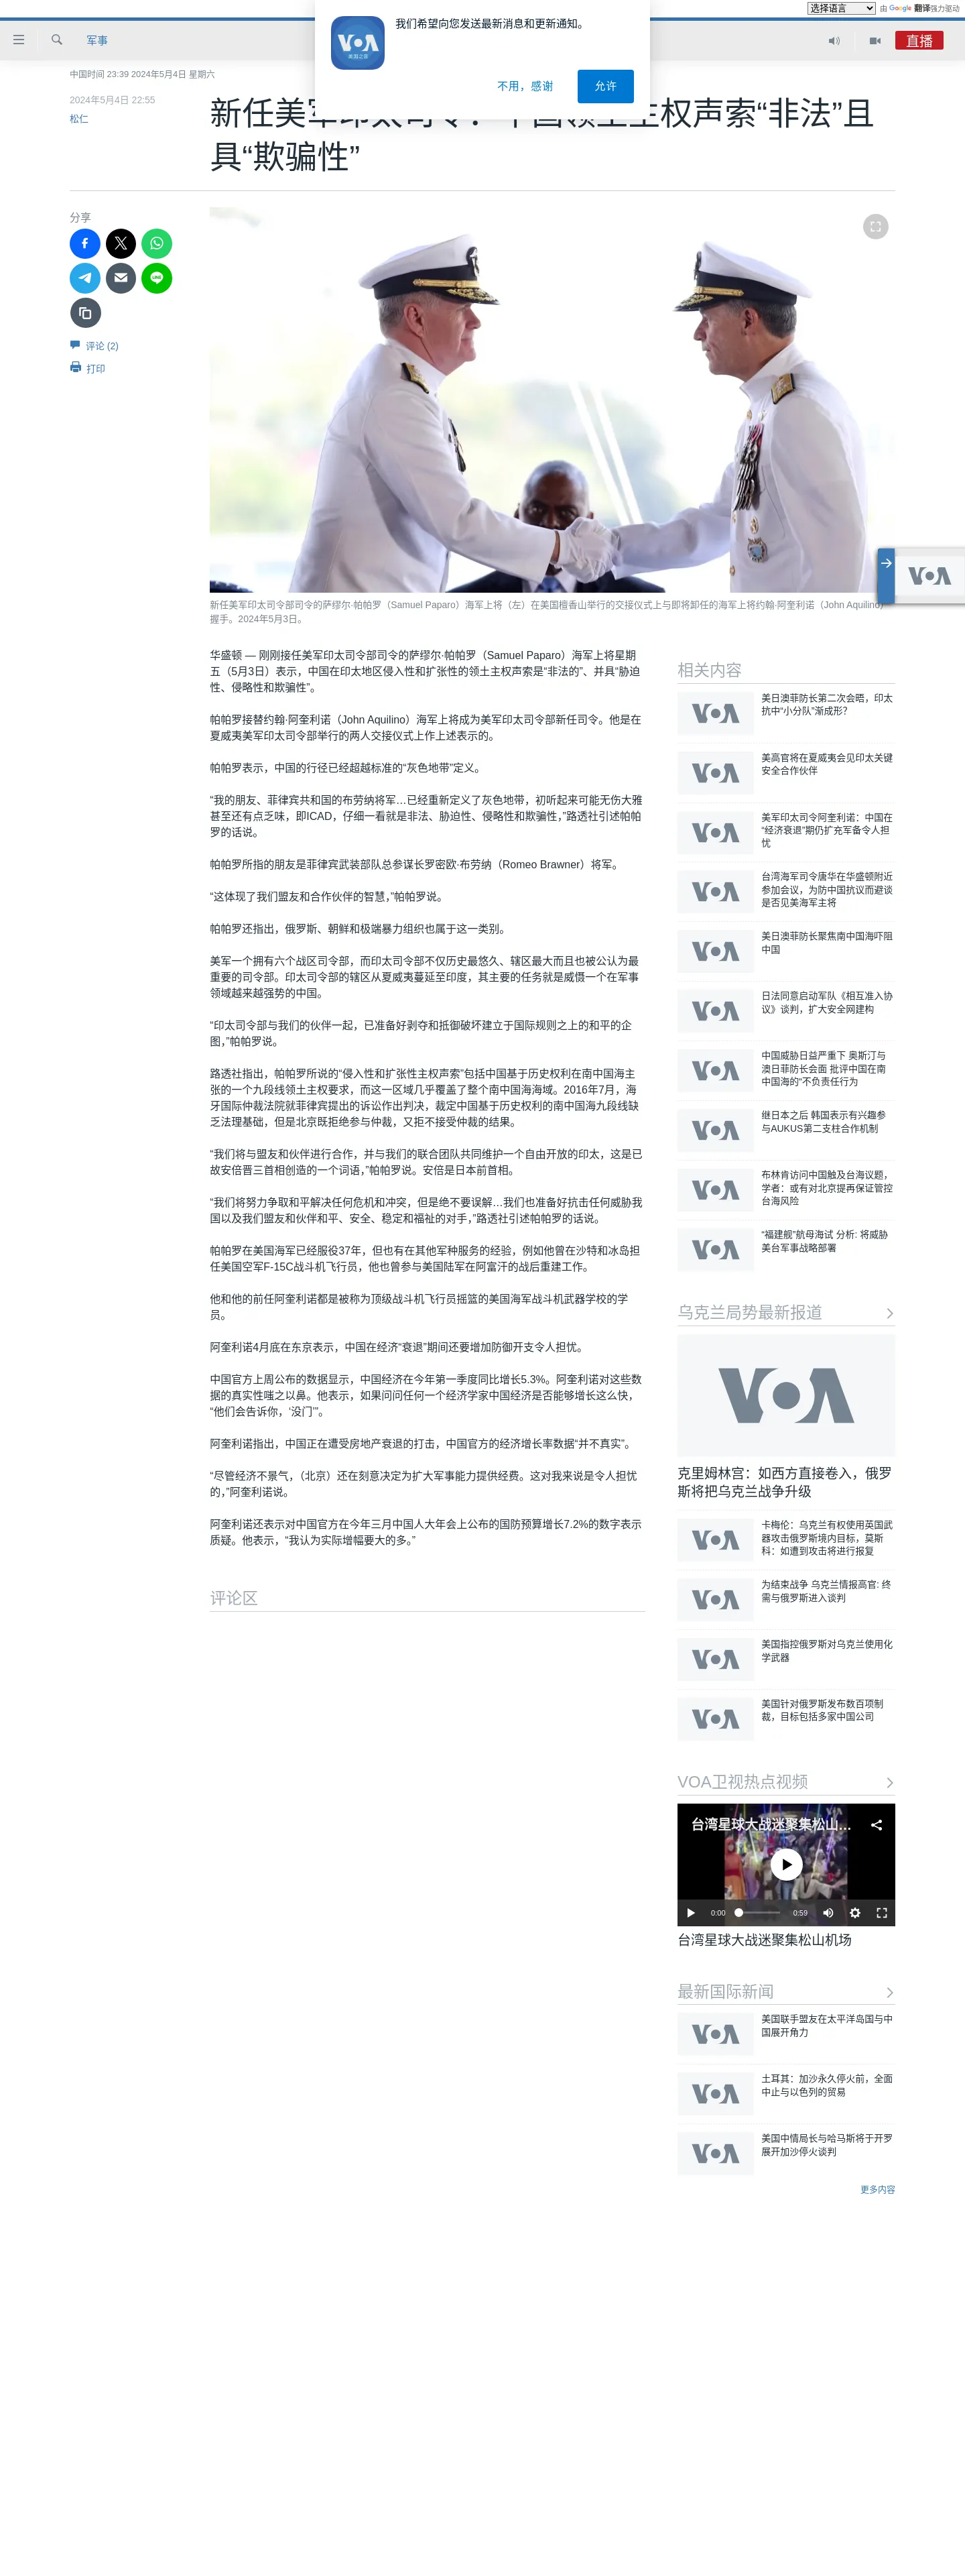 选择语言 由 Google 翻译强力驱动
我们希望向您发送最新消息和更新通知。
VOA
美国之音
不用，感谢
允许
军事
直播
中国时间 23:39 2024年5月4日 星期六
2024年5月4日 22:55
松仁
新任美军印太司令：中国领土主权声索“非法”且
具“欺骗性”
分享
评论 (2)
打印
新任美军印太司令部司令的萨缪尔·帕帕罗（Samuel Paparo）海军上将（左）在美国檀香山举行的交接仪式上与即将卸任的海军上将约翰·阿奎利诺（John Aquilino）
握手。2024年5月3日。
华盛顿 — 刚刚接任美军印太司令部司令的萨缪尔·帕帕罗（Samuel Paparo）海军上将星期
五（5月3日）表示，中国在印太地区侵入性和扩张性的领土主权声索是“非法的”、并具“胁迫
性、侵略性和欺骗性”。
帕帕罗接替约翰·阿奎利诺（John Aquilino）海军上将成为美军印太司令部新任司令。他是在
夏威夷美军印太司令部举行的两人交接仪式上作上述表示的。
帕帕罗表示，中国的行径已经超越标准的“灰色地带”定义。
“我的朋友、菲律宾共和国的布劳纳将军…已经重新定义了灰色地带，初听起来可能无伤大雅
甚至还有点乏味，即ICAD，仔细一看就是非法、胁迫性、侵略性和欺骗性，”路透社引述帕帕
罗的话说。
帕帕罗所指的朋友是菲律宾武装部队总参谋长罗密欧·布劳纳（Romeo Brawner）将军。
“这体现了我们盟友和合作伙伴的智慧，”帕帕罗说。
帕帕罗还指出，俄罗斯、朝鲜和极端暴力组织也属于这一类别。
美军一个拥有六个战区司令部，而印太司令部不仅历史最悠久、辖区最大而且也被公认为最
重要的司令部。印太司令部的辖区从夏威夷蔓延至印度，其主要的任务就是威慑一个在军事
领域越来越强势的中国。
“印太司令部与我们的伙伴一起，已准备好剥夺和抵御破坏建立于国际规则之上的和平的企
图，”帕帕罗说。
路透社指出，帕帕罗所说的“侵入性和扩张性主权声索”包括中国基于历史权利在南中国海主
张的一个九段线领土主权要求，而这一区域几乎覆盖了整个南中国海海域。2016年7月，海
牙国际仲裁法院就菲律宾提出的诉讼作出判决，裁定中国基于历史权利的南中国海九段线缺
乏法理基础，但是北京既拒绝参与仲裁，又拒不接受仲裁的结果。
“我们将与盟友和伙伴进行合作，并与我们的联合团队共同维护一个自由开放的印太，这是已
故安倍晋三首相创造的一个词语，”帕帕罗说。安倍是日本前首相。
“我们将努力争取和平解决任何危机和冲突，但是绝不要误解…我们也准备好抗击任何威胁我
国以及我们盟友和伙伴和平、安全、稳定和福祉的对手，”路透社引述帕帕罗的话说。
帕帕罗在美国海军已经服役37年，但也有在其他军种服务的经验，例如他曾在沙特和冰岛担
任美国空军F-15C战斗机飞行员，他也曾参与美国陆军在阿富汗的战后重建工作。
他和他的前任阿奎利诺都是被称为顶级战斗机飞行员摇篮的美国海军战斗机武器学校的学
员。
阿奎利诺4月底在东京表示，中国在经济“衰退”期间还要增加防御开支令人担忧。
中国官方上周公布的数据显示，中国经济在今年第一季度同比增长5.3%。阿奎利诺对这些数
据的真实性嗤之以鼻。他表示，如果问问任何一个经济学家中国经济是否能够增长这么快，
“他们会告诉你，‘没门’”。
阿奎利诺指出，中国正在遭受房地产衰退的打击，中国官方的经济增长率数据“并不真实”。
“尽管经济不景气，（北京）还在刻意决定为扩大军事能力提供经费。这对我来说是令人担忧
的，”阿奎利诺说。
阿奎利诺还表示对中国官方在今年三月中国人大年会上公布的国防预算增长7.2%的数字表示
质疑。他表示，“我认为实际增幅要大的多。”
评论区
相关内容
美日澳菲防长第二次会晤，印太
抗中“小分队”渐成形？
美高官将在夏威夷会见印太关键
安全合作伙伴
美军印太司令阿奎利诺：中国在
“经济衰退”期仍扩充军备令人担
忧
台湾海军司令唐华在华盛顿附近
参加会议，为防中国抗议而避谈
是否见美海军主将
美日澳菲防长聚焦南中国海吓阻
中国
日法同意启动军队《相互准入协
议》谈判，扩大安全网建构
中国威胁日益严重下 奥斯汀与
澳日菲防长会面 批评中国在南
中国海的“不负责任行为
继日本之后 韩国表示有兴趣参
与AUKUS第二支柱合作机制
布林肯访问中国触及台海议题，
学者：或有对北京提再保证管控
台海风险
“福建舰”航母海试 分析: 将威胁
美台军事战略部署
乌克兰局势最新报道
VOA
克里姆林宫：如西方直接卷入，俄罗
斯将把乌克兰战争升级
卡梅伦：乌克兰有权使用英国武
器攻击俄罗斯境内目标，莫斯
科：如遭到攻击将进行报复
为结束战争 乌克兰情报高官: 终
需与俄罗斯进入谈判
美国指控俄罗斯对乌克兰使用化
学武器
美国针对俄罗斯发布数百项制
裁，目标包括多家中国公司
VOA卫视热点视频
台湾星球大战迷聚集松山…
0:00 0:59
台湾星球大战迷聚集松山机场
最新国际新闻
美国联手盟友在太平洋岛国与中
国展开角力
土耳其：加沙永久停火前，全面
中止与以色列的贸易
美国中情局长与哈马斯将于开罗
展开加沙停火谈判
更多内容